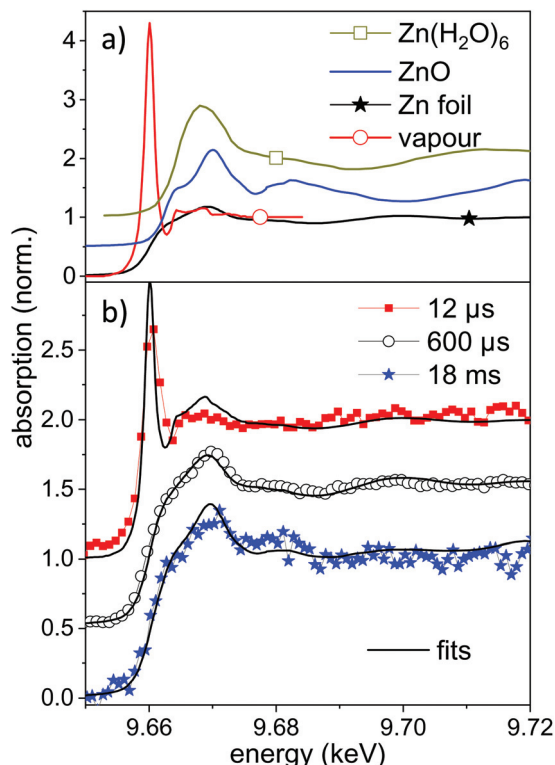 a)
Zn(H₂O)₆
ZnO
Zn foil
vapour
4
3
2
1
0
absorption (norm.)
b)
12 µs
600 µs
18 ms
2.5
2.0
1.5
1.0
0.5
0.0
fits
9.66 9.68 9.70 9.72
energy (keV)